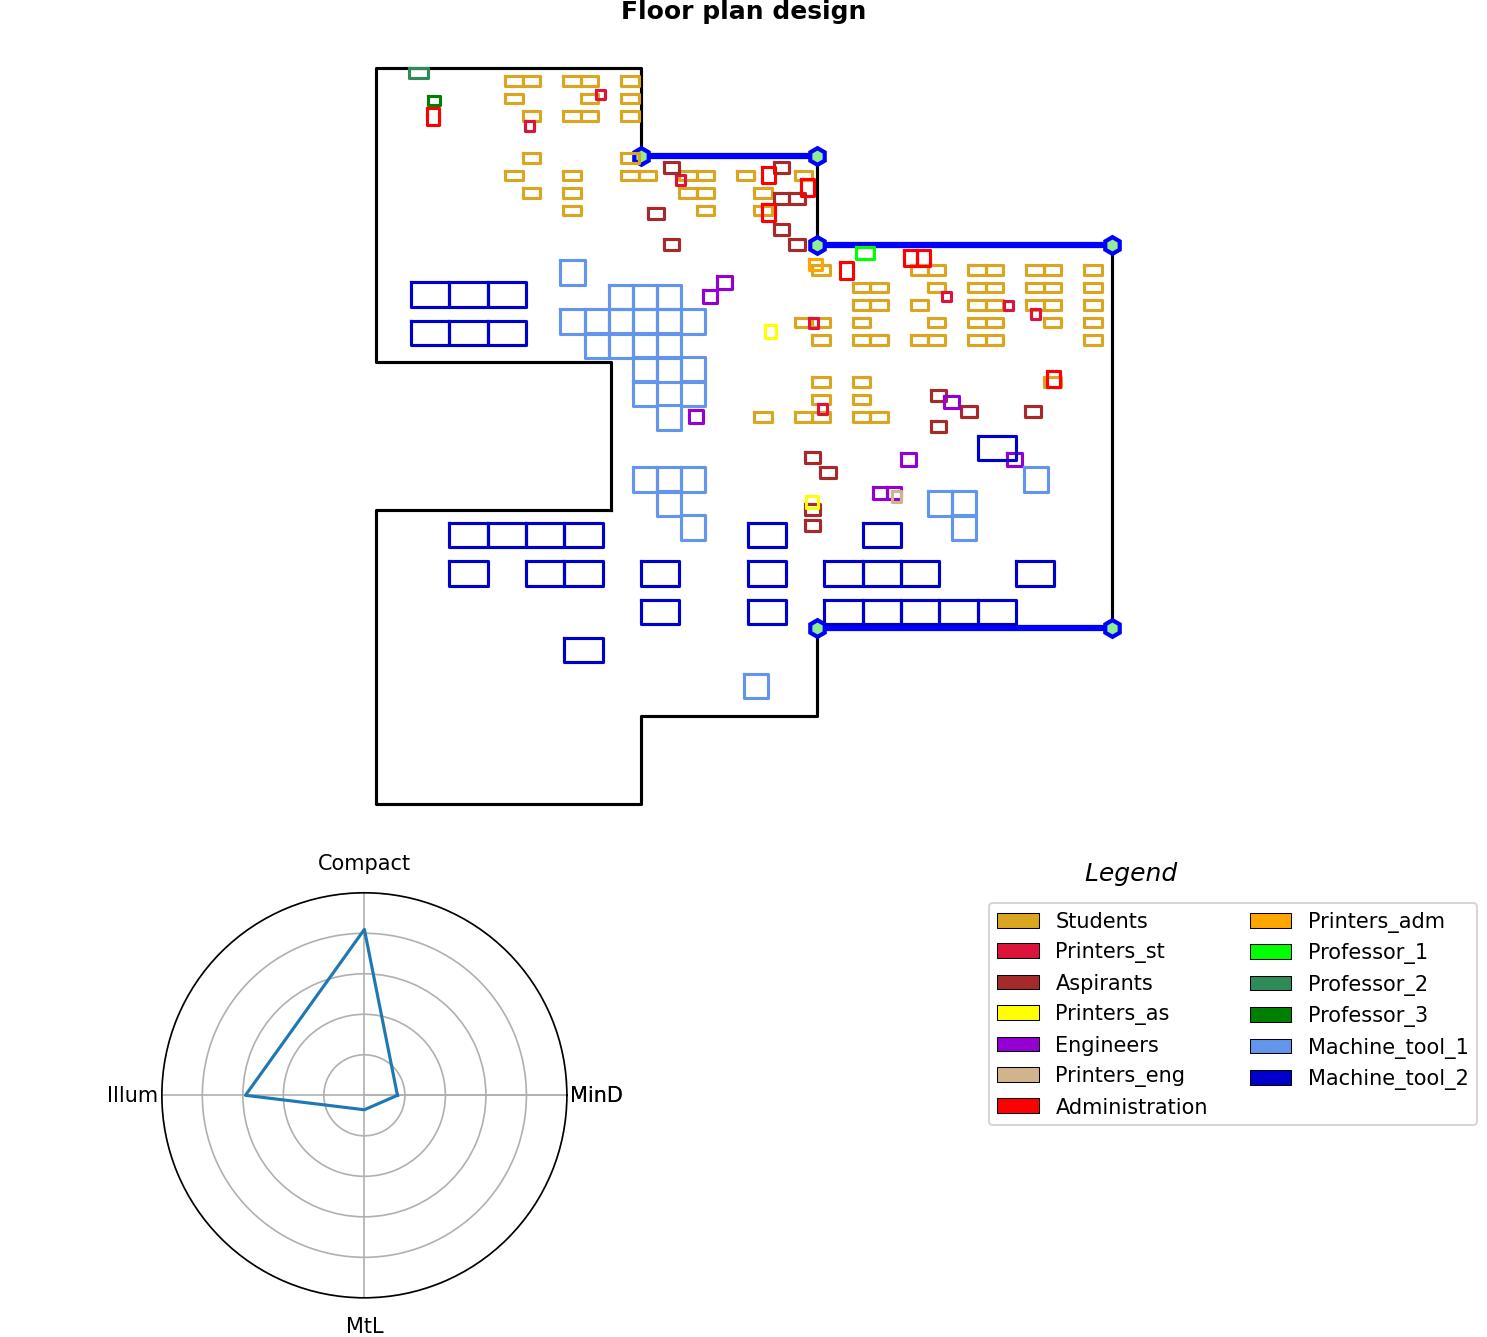 Floor plan design
Compact
Illum
MinD
MtL
Legend
Students
Printers_st
Aspirants
Printers_as
Engineers
Printers_eng
Administration
Printers_adm
Professor_1
Professor_2
Professor_3
Machine_tool_1
Machine_tool_2